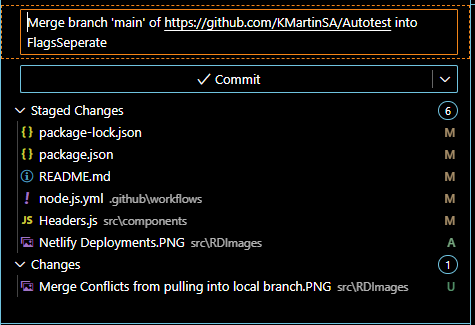 Merge branch 'main' of https://github.com/KMartinSA/Autotest into
FlagsSeperate
Commit
Staged Changes 6
{ } package-lock.json M
{ } package.json M
README.md M
! node.js.yml .github\workflows M
JS Headers.js src\components M
Netlify Deployments.PNG src\RDImages A
Changes 1
Merge Conflicts from pulling into local branch.PNG src\RDImages U